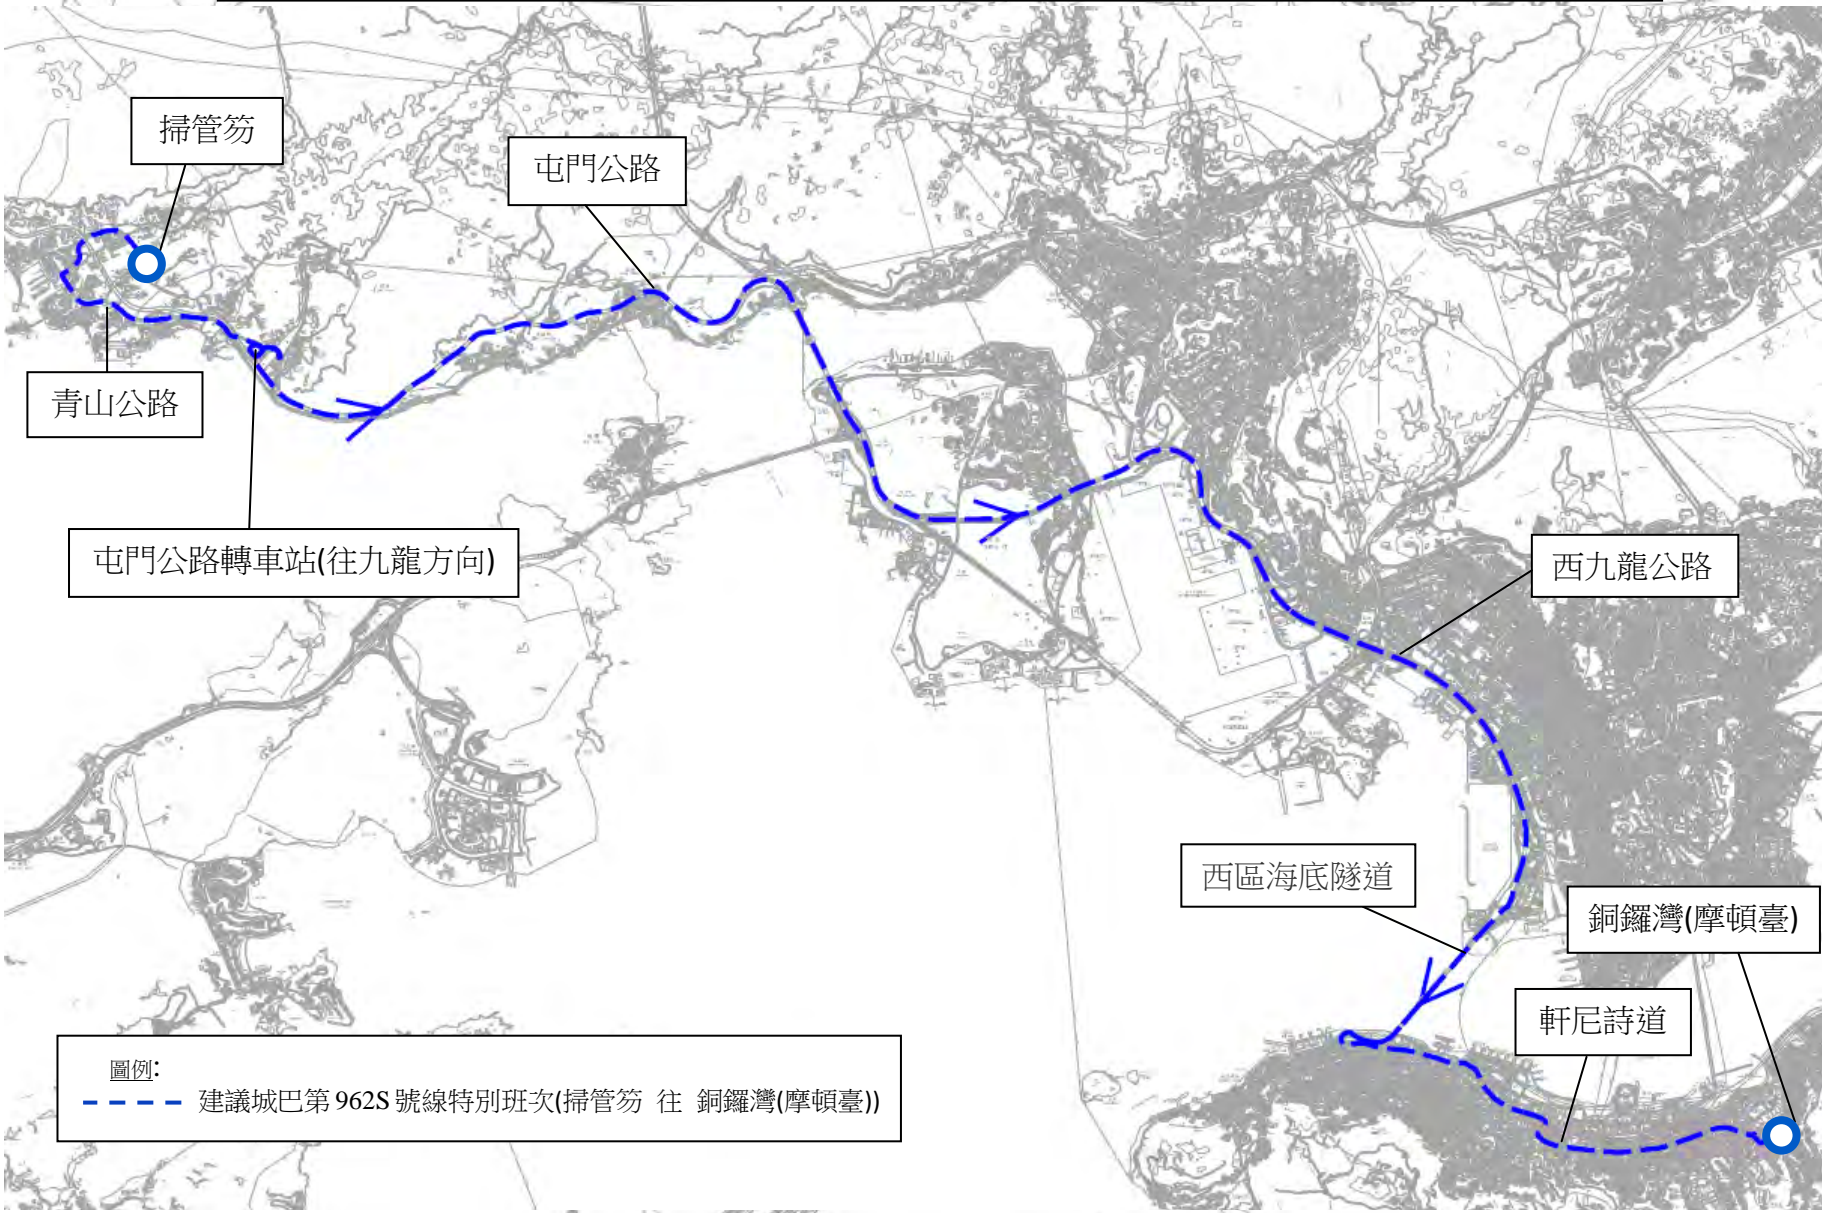 掃管笏
屯門公路
青山公路
屯門公路轉車站(往九龍方向)
西九龍公路
西區海底隧道
銅鑼灣(摩頓臺)
軒尼詩道
圖例:
建議城巴第 962S 號線特別班次(掃管笏 往 銅鑼灣(摩頓臺))